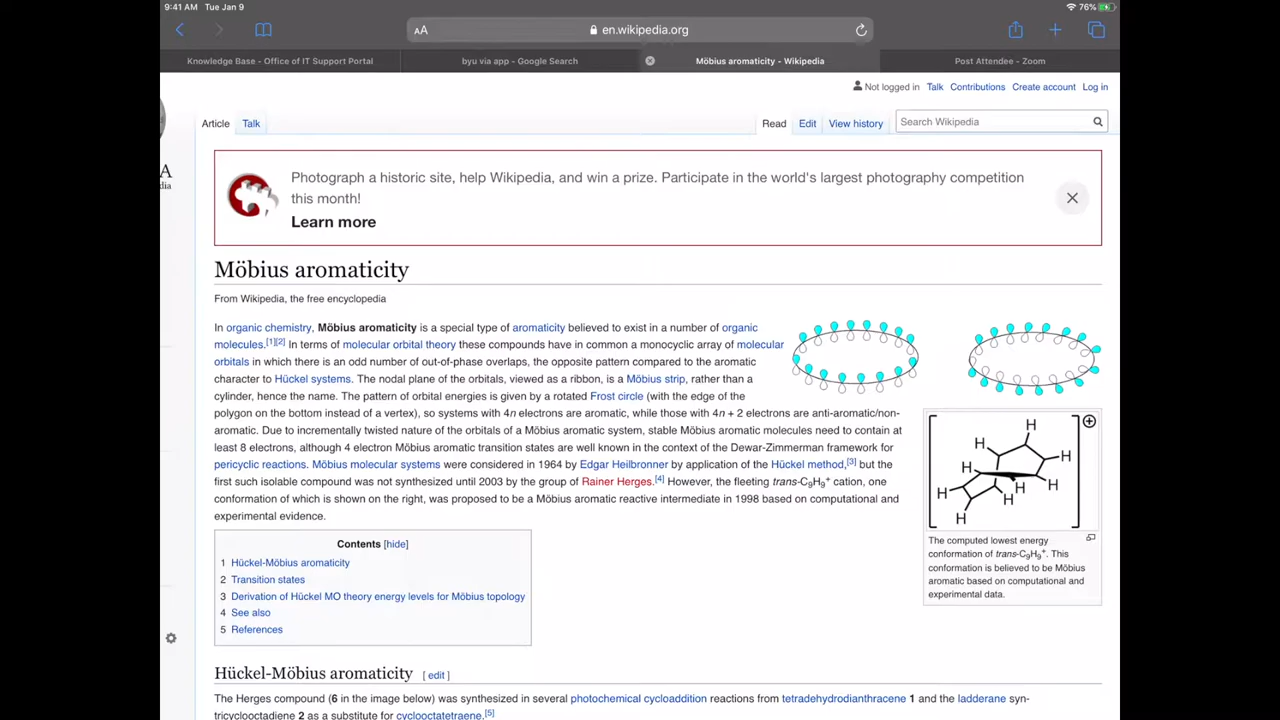 9:41 AM Tue Jan 9
76%
AA
en.wikipedia.org
Knowledge Base - Office of IT Support Portal
byu via app - Google Search
Möbius aromaticity - Wikipedia
Post Attendee - Zoom
Not logged in Talk Contributions Create account Log in
Article Talk
Read Edit View history
Search Wikipedia
A
dia
Photograph a historic site, help Wikipedia, and win a prize. Participate in the world's largest photography competition
this month!
Learn more
Möbius aromaticity
From Wikipedia, the free encyclopedia
In organic chemistry, Möbius aromaticity is a special type of aromaticity believed to exist in a number of organic
molecules.[1][2] In terms of molecular orbital theory these compounds have in common a monocyclic array of molecular
orbitals in which there is an odd number of out-of-phase overlaps, the opposite pattern compared to the aromatic
character to Hückel systems. The nodal plane of the orbitals, viewed as a ribbon, is a Möbius strip, rather than a
cylinder, hence the name. The pattern of orbital energies is given by a rotated Frost circle (with the edge of the
polygon on the bottom instead of a vertex), so systems with 4n electrons are aromatic, while those with 4n + 2 electrons are anti-aromatic/non-
aromatic. Due to incrementally twisted nature of the orbitals of a Möbius aromatic system, stable Möbius aromatic molecules need to contain at
least 8 electrons, although 4 electron Möbius aromatic transition states are well known in the context of the Dewar-Zimmerman framework for
pericyclic reactions. Möbius molecular systems were considered in 1964 by Edgar Heilbronner by application of the Hückel method,[3] but the
first such isolable compound was not synthesized until 2003 by the group of Rainer Herges.[4] However, the fleeting trans-C9H9+ cation, one
conformation of which is shown on the right, was proposed to be a Möbius aromatic reactive intermediate in 1998 based on computational and
experimental evidence.
H
H
H
H
H
H
H
H
H
The computed lowest energy
conformation of trans-C9H9+. This
conformation is believed to be Möbius
aromatic based on computational and
experimental data.
Contents [hide]
1 Hückel-Möbius aromaticity
2 Transition states
3 Derivation of Hückel MO theory energy levels for Möbius topology
4 See also
5 References
Hückel-Möbius aromaticity [ edit ]
The Herges compound (6 in the image below) was synthesized in several photochemical cycloaddition reactions from tetradehydrodianthracene 1 and the ladderane syn-
tricyclooctadiene 2 as a substitute for cyclooctatetraene.[5]